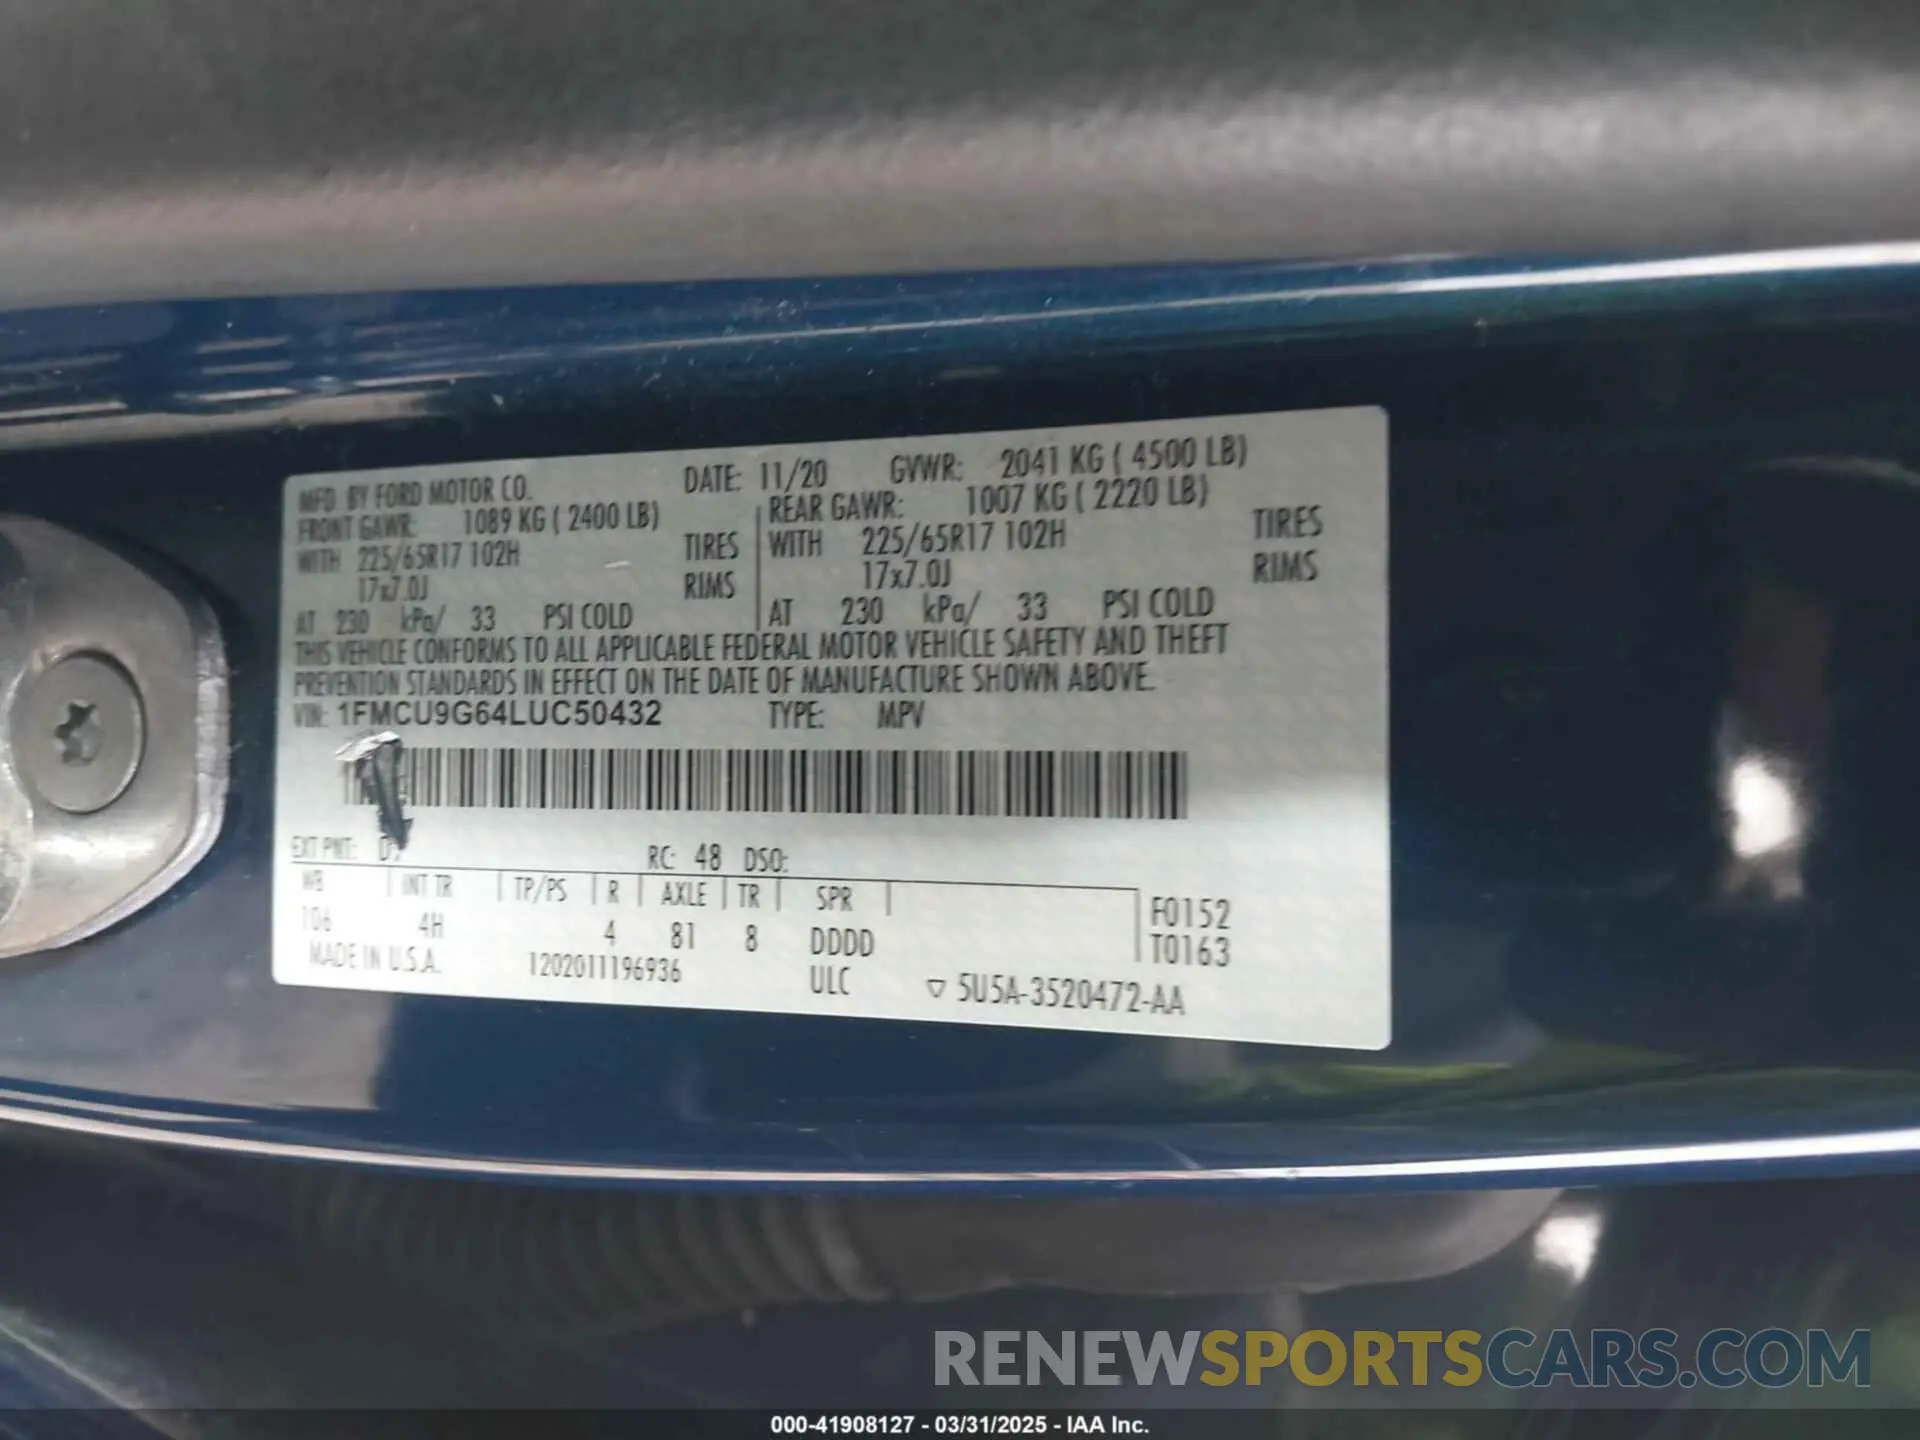 MFD. BY FORD MOTOR CO. DATE: 11/20 GVWR: 2041 KG ( 4500 LB)
FRONT GAWR: 1089 KG ( 2400 LB) REAR GAWR: 1007 KG ( 2220 LB)
WITH 225/65R17 102H TIRES WITH 225/65R17 102H TIRES
17x7.0J RIMS 17x7.0J RIMS
AT 230 kPa/ 33 PSI COLD AT 230 kPa/ 33 PSI COLD
THIS VEHICLE CONFORMS TO ALL APPLICABLE FEDERAL MOTOR VEHICLE SAFETY AND THEFT
PREVENTION STANDARDS IN EFFECT ON THE DATE OF MANUFACTURE SHOWN ABOVE.
VIN: 1FMCU9G64LUC50432 TYPE: MPV
EXT PNT: RC: 48 DSO:
WB INT TR TP/PS R AXLE TR SPR
106 4H 4 81 8 DDDD
F0152
T0163
MADE IN U.S.A. 1202011196936 ULC ▽ 5U5A-3520472-AA
RENEWSPORTSCARS.COM
000-41908127 - 03/31/2025 - IAA Inc.